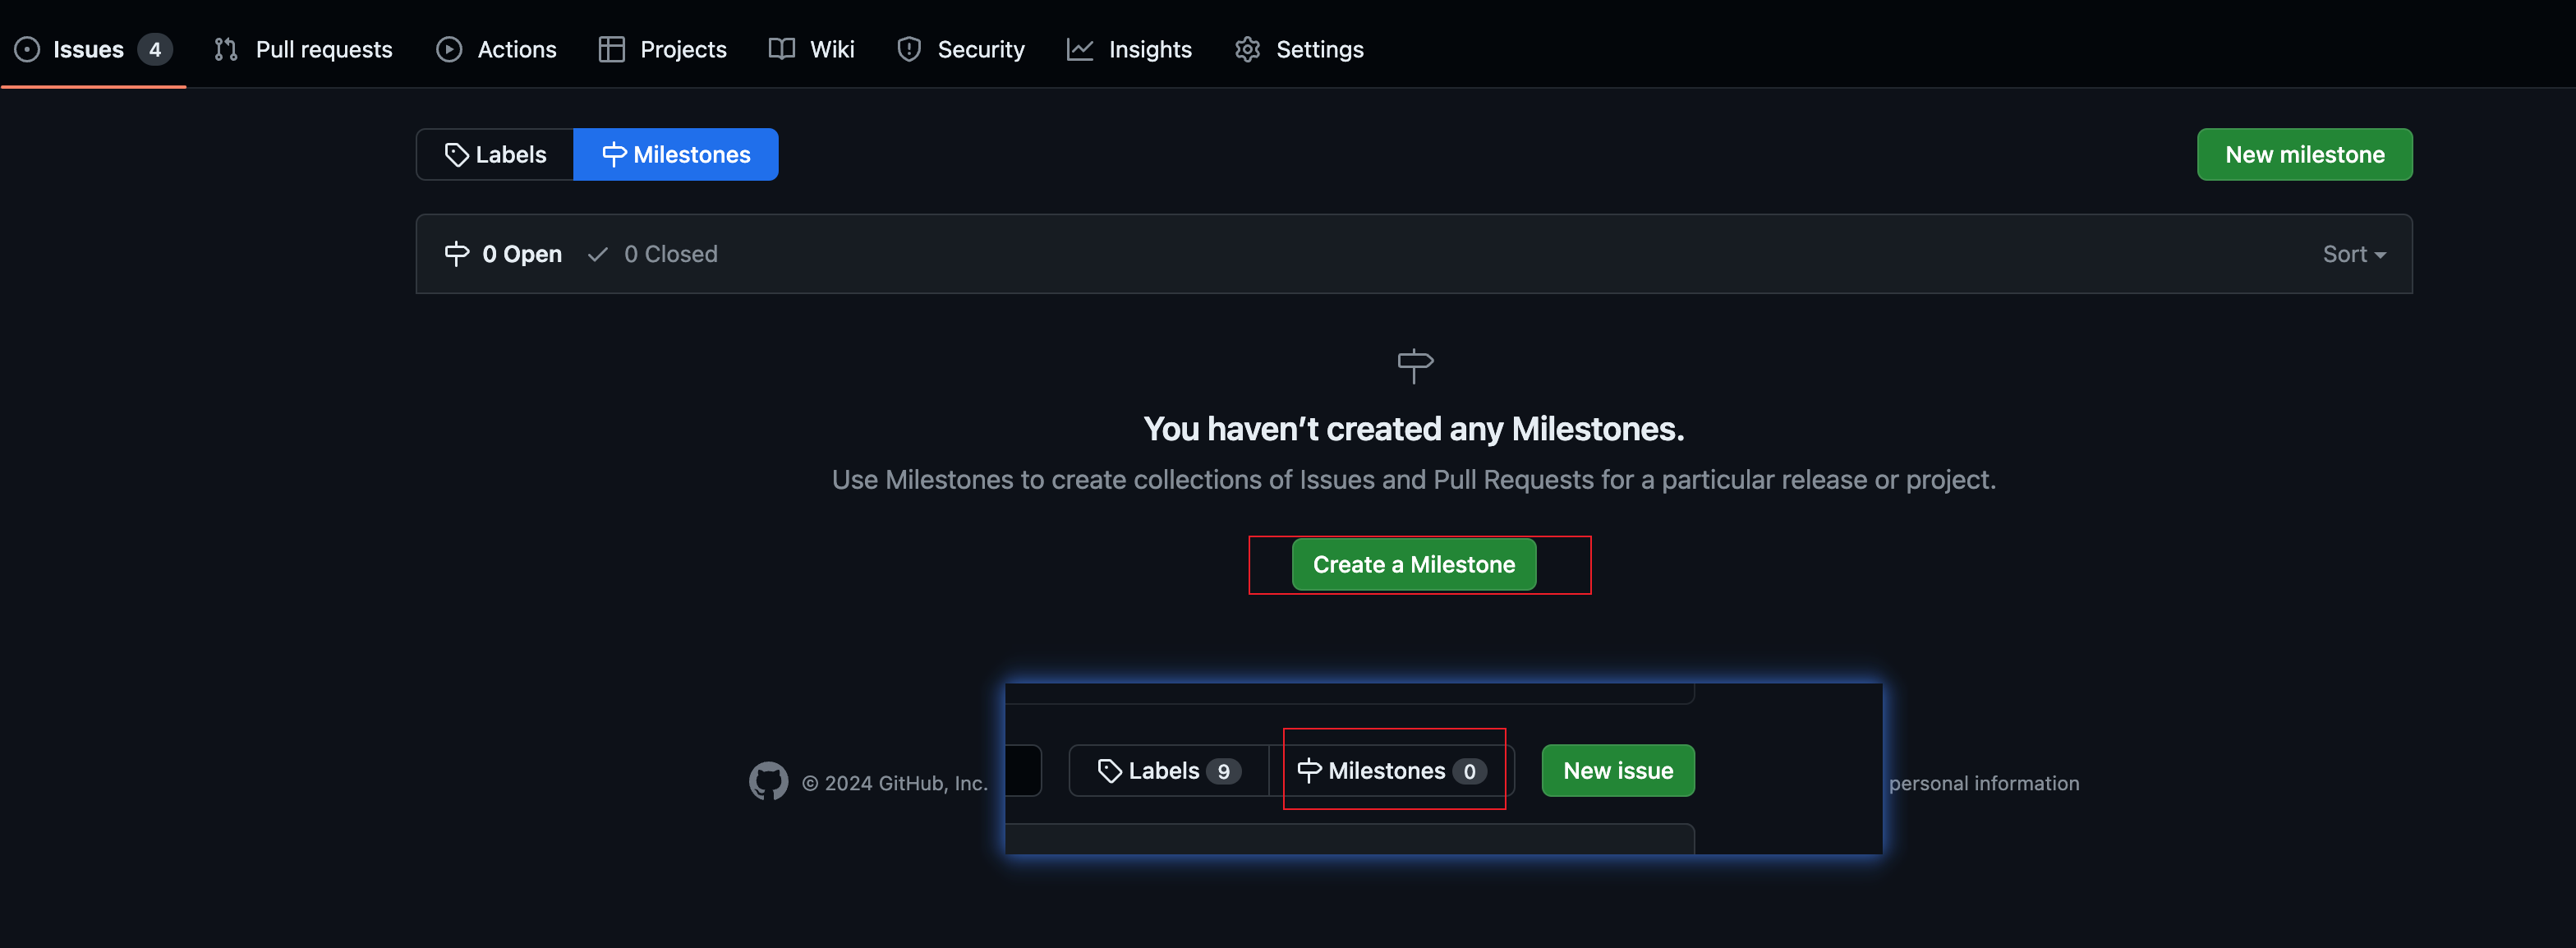 Issues 4 Pull requests Actions Projects Wiki Security Insights Settings
Labels Milestones New milestone
0 Open 0 Closed Sort
You haven’t created any Milestones.
Use Milestones to create collections of Issues and Pull Requests for a particular release or project.
Create a Milestone
Labels 9 Milestones 0 New issue
© 2024 GitHub, Inc. personal information